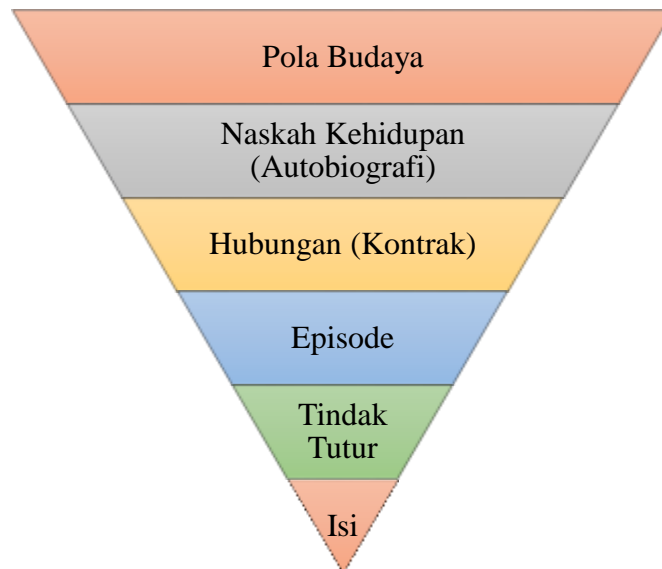 Pola Budaya
Naskah Kehidupan
(Autobiografi)
Hubungan (Kontrak)
Episode
Tindak
Tutur
Isi